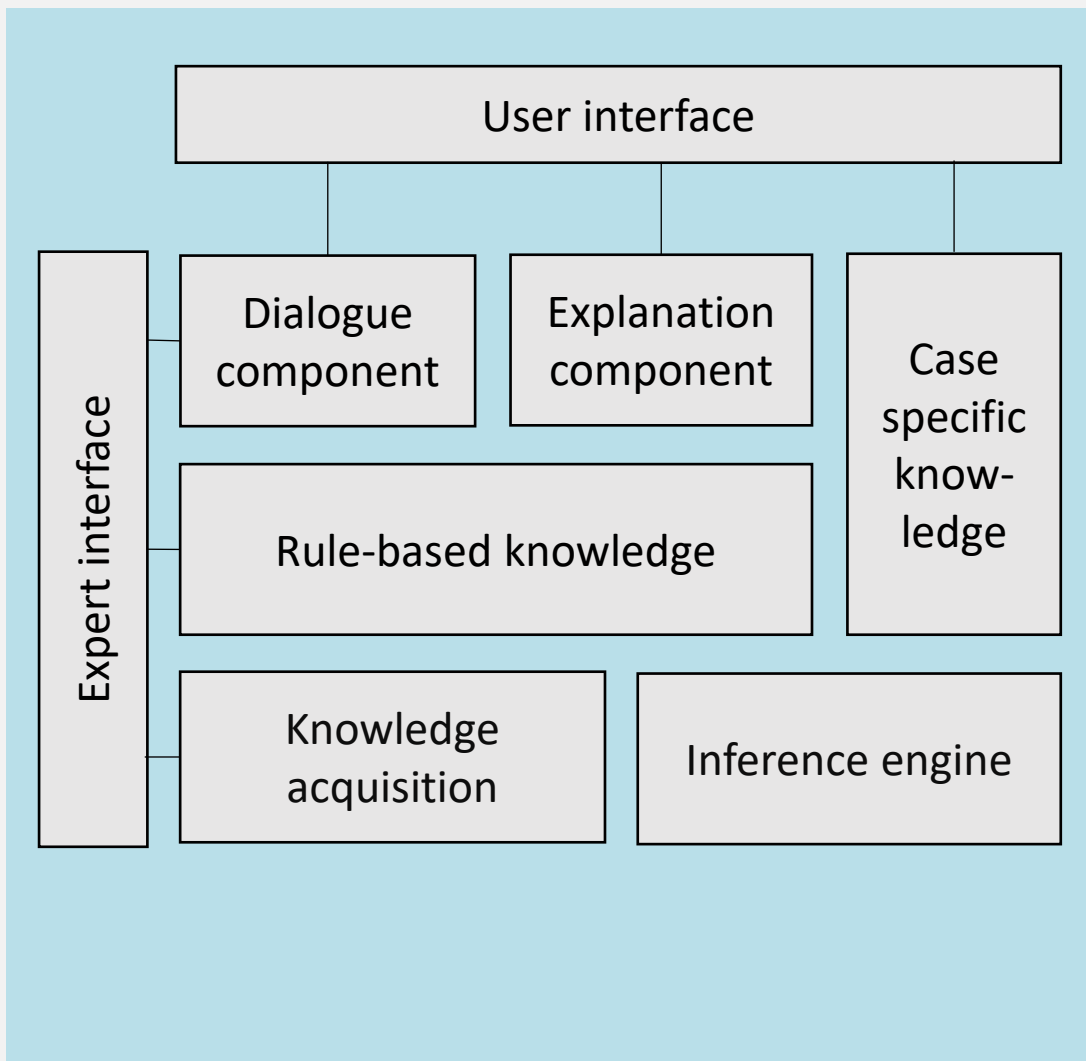 User interface
Expert interface
Dialogue
component
Explanation
component
Case
specific
know-
ledge
Rule-based knowledge
Knowledge
acquisition
Inference engine